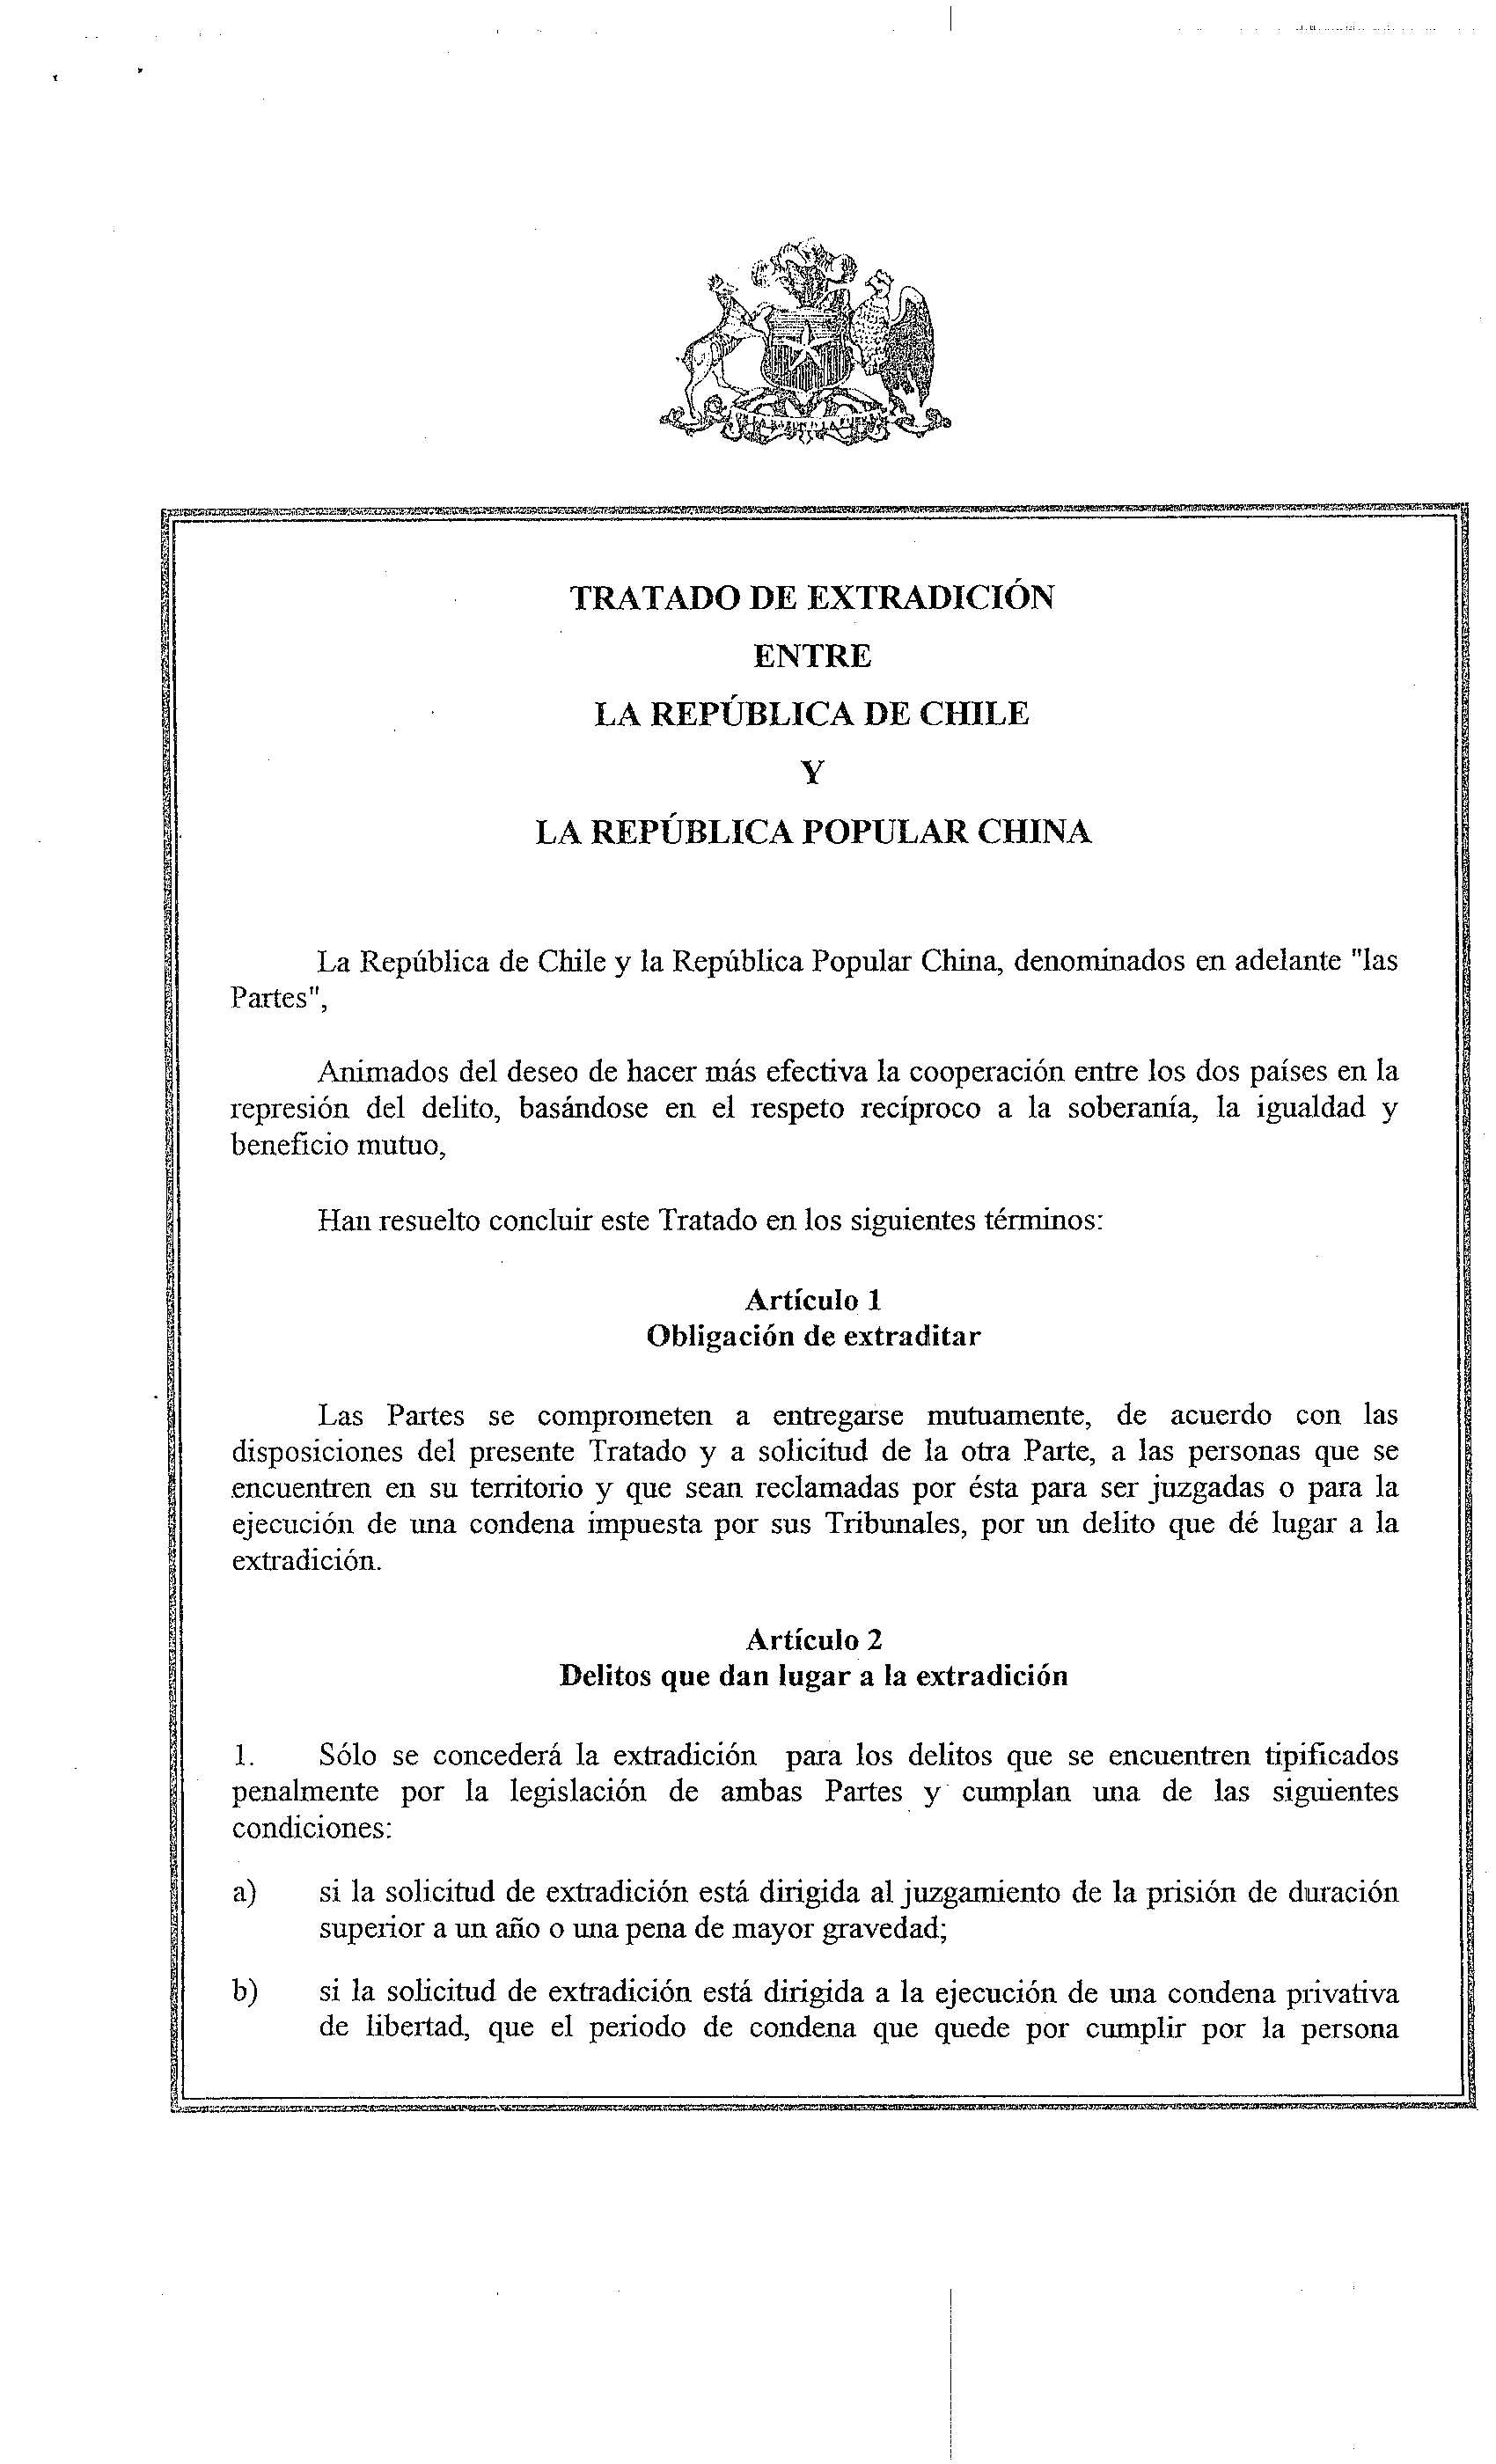 TRATADO DE EXTRADICIÓN
ENTRE
LA REPÚBLICA DE CHILE
Y
LA REPÚBLICA POPULAR CHINA
La República de Chile y la República Popular China, denominados en adelante "las
Partes",
Animados del deseo de hacer más efectiva la cooperación entre los dos países en la
represión del delito, basándose en el respeto recíproco a la soberanía, la igualdad y
beneficio mutuo,
Han resuelto concluir este Tratado en los siguientes términos:
Artículo 1
Obligación de extraditar
Las Partes se comprometen a entregarse mutuamente, de acuerdo con las
disposiciones del presente Tratado y a solicitud de la otra Parte, a las personas que se
encuentren en su territorio y que sean reclamadas por ésta para ser juzgadas o para la
ejecución de una condena impuesta por sus Tribunales, por un delito que dé lugar a la
extradición.
Artículo 2
Delitos que dan lugar a la extradición
1. Sólo se concederá la extradición para los delitos que se encuentren tipificados
penalmente por la legislación de ambas Partes y cumplan una de las siguientes
condiciones:
a) si la solicitud de extradición está dirigida al juzgamiento de la prisión de duración
superior a un año o una pena de mayor gravedad;
b) si la solicitud de extradición está dirigida a la ejecución de una condena privativa
de libertad, que el periodo de condena que quede por cumplir por la persona